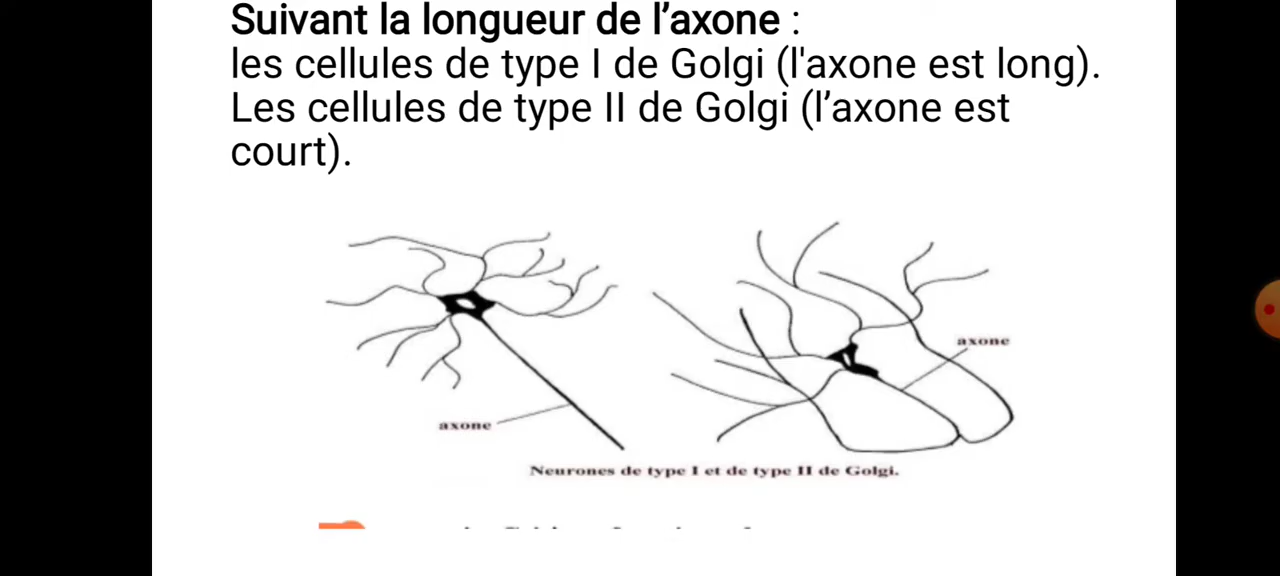 Suivant la longueur de l’axone :
les cellules de type I de Golgi (l'axone est long).
Les cellules de type II de Golgi (l’axone est
court).
axone
axone
Neurones de type I et de type II de Golgi.